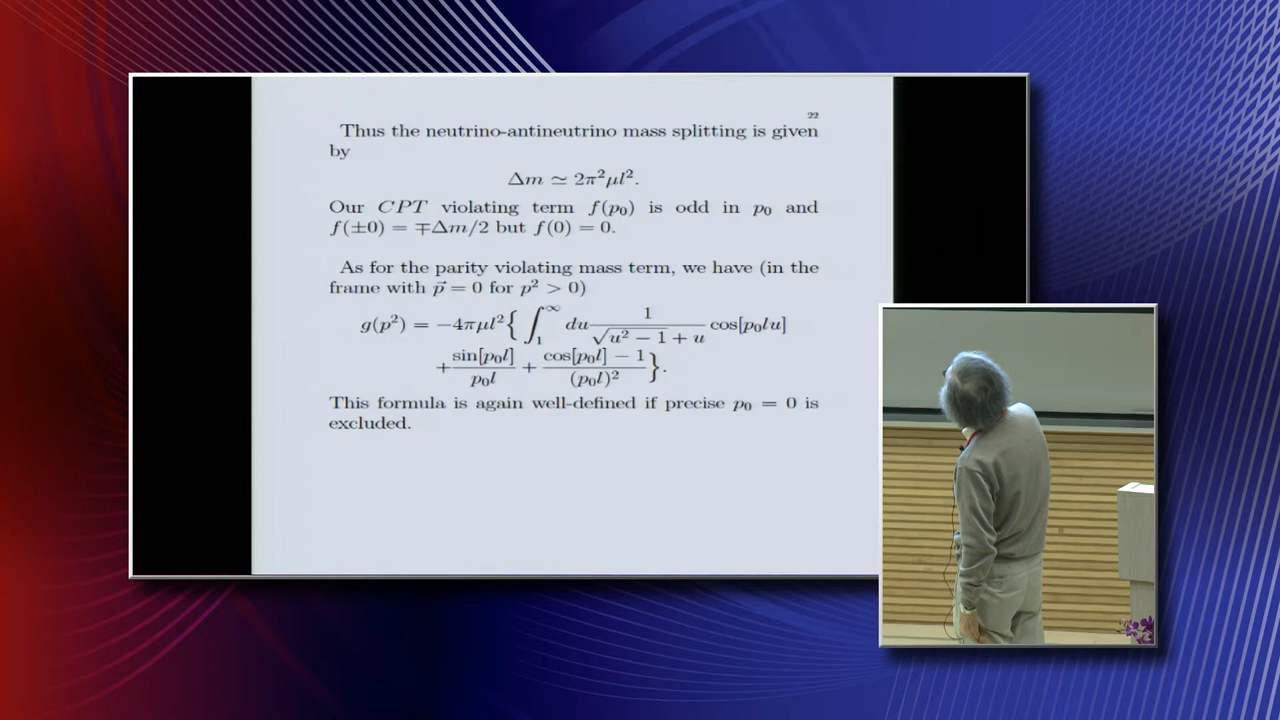 22
Thus the neutrino-antineutrino mass splitting is given
by
Δm ≃ 2π²μl².
Our CPT violating term f(p₀) is odd in p₀ and
f(±0) = ∓Δm/2 but f(0) = 0.
As for the parity violating mass term, we have (in the
frame with p⃗ = 0 for p² > 0)
g(p²) = −4πμl²{ ∫₁^∞ du 1/(√(u² − 1) + u) cos[p₀lu]
+ sin[p₀l]/(p₀l) + (cos[p₀l] − 1)/(p₀l)² }.
This formula is again well-defined if precise p₀ = 0 is
excluded.